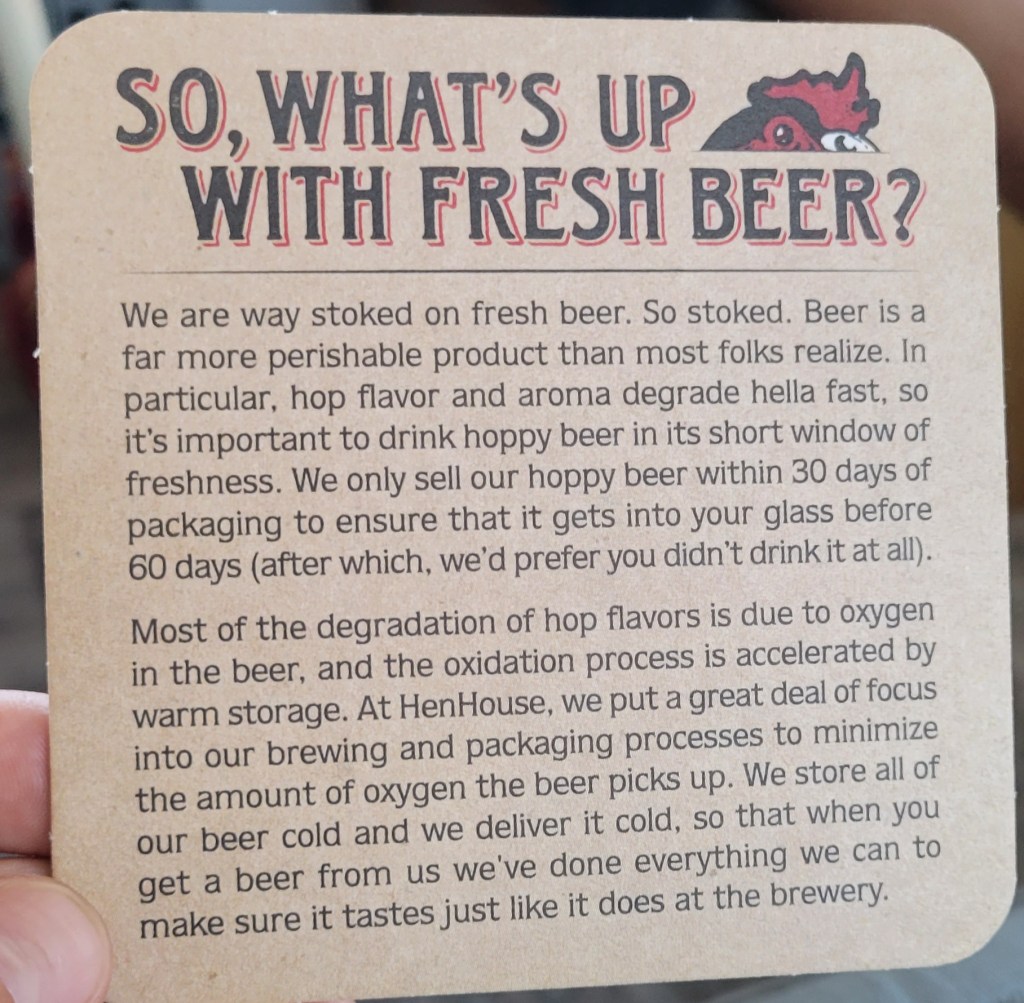 SO, WHAT'S UP
WITH FRESH BEER?
We are way stoked on fresh beer. So stoked. Beer is a
far more perishable product than most folks realize. In
particular, hop flavor and aroma degrade hella fast, so
it's important to drink hoppy beer in its short window of
freshness. We only sell our hoppy beer within 30 days of
packaging to ensure that it gets into your glass before
60 days (after which, we'd prefer you didn't drink it at all).
Most of the degradation of hop flavors is due to oxygen
in the beer, and the oxidation process is accelerated by
warm storage. At HenHouse, we put a great deal of focus
into our brewing and packaging processes to minimize
the amount of oxygen the beer picks up. We store all of
our beer cold and we deliver it cold, so that when you
get a beer from us we've done everything we can to
make sure it tastes just like it does at the brewery.